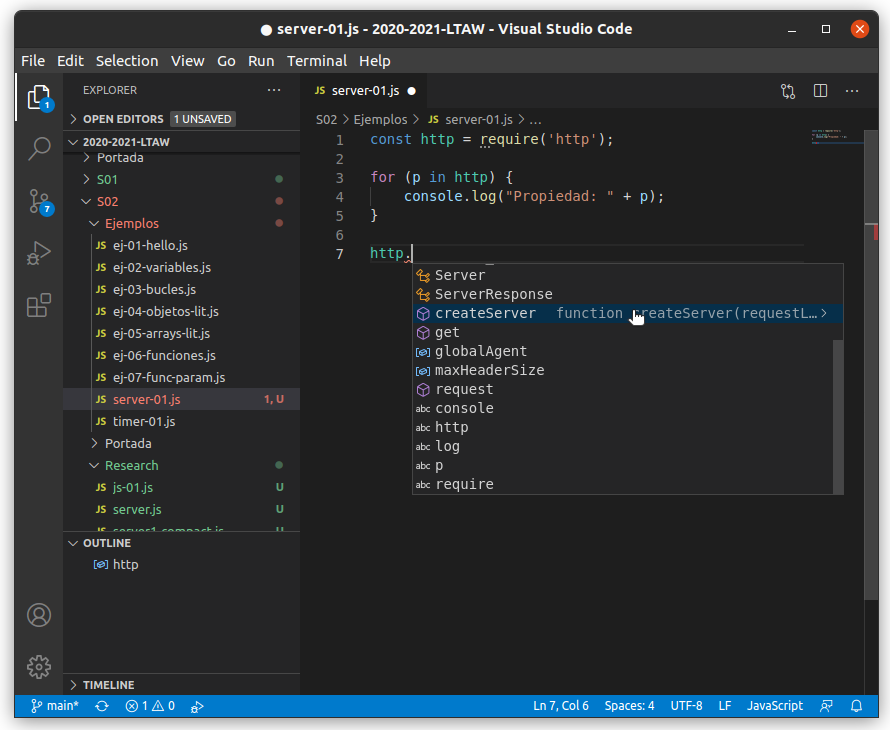 ● server-01.js - 2020-2021-LTAW - Visual Studio Code
File Edit Selection View Go Run Terminal Help
EXPLORER ···
OPEN EDITORS 1 UNSAVED
2020-2021-LTAW
Portada
S01
S02
Ejemplos
JS ej-01-hello.js
JS ej-02-variables.js
JS ej-03-bucles.js
JS ej-04-objetos-lit.js
JS ej-05-arrays-lit.js
JS ej-06-funciones.js
JS ej-07-func-param.js
JS server-01.js 1, U
JS timer-01.js
Portada
Research
JS js-01.js U
JS server.js U
JS server1-compact.js U
OUTLINE
http
TIMELINE
1
7
JS server-01.js ●
S02 > Ejemplos > JS server-01.js > ...
1 const http = require('http');
2
3 for (p in http) {
4 console.log("Propiedad: " + p);
5 }
6
7 http.
Server
ServerResponse
createServer function createServer(requestL…
get
globalAgent
maxHeaderSize
request
abc console
abc http
abc log
abc p
abc require
main* 1 0 Ln 7, Col 6 Spaces: 4 UTF-8 LF JavaScript